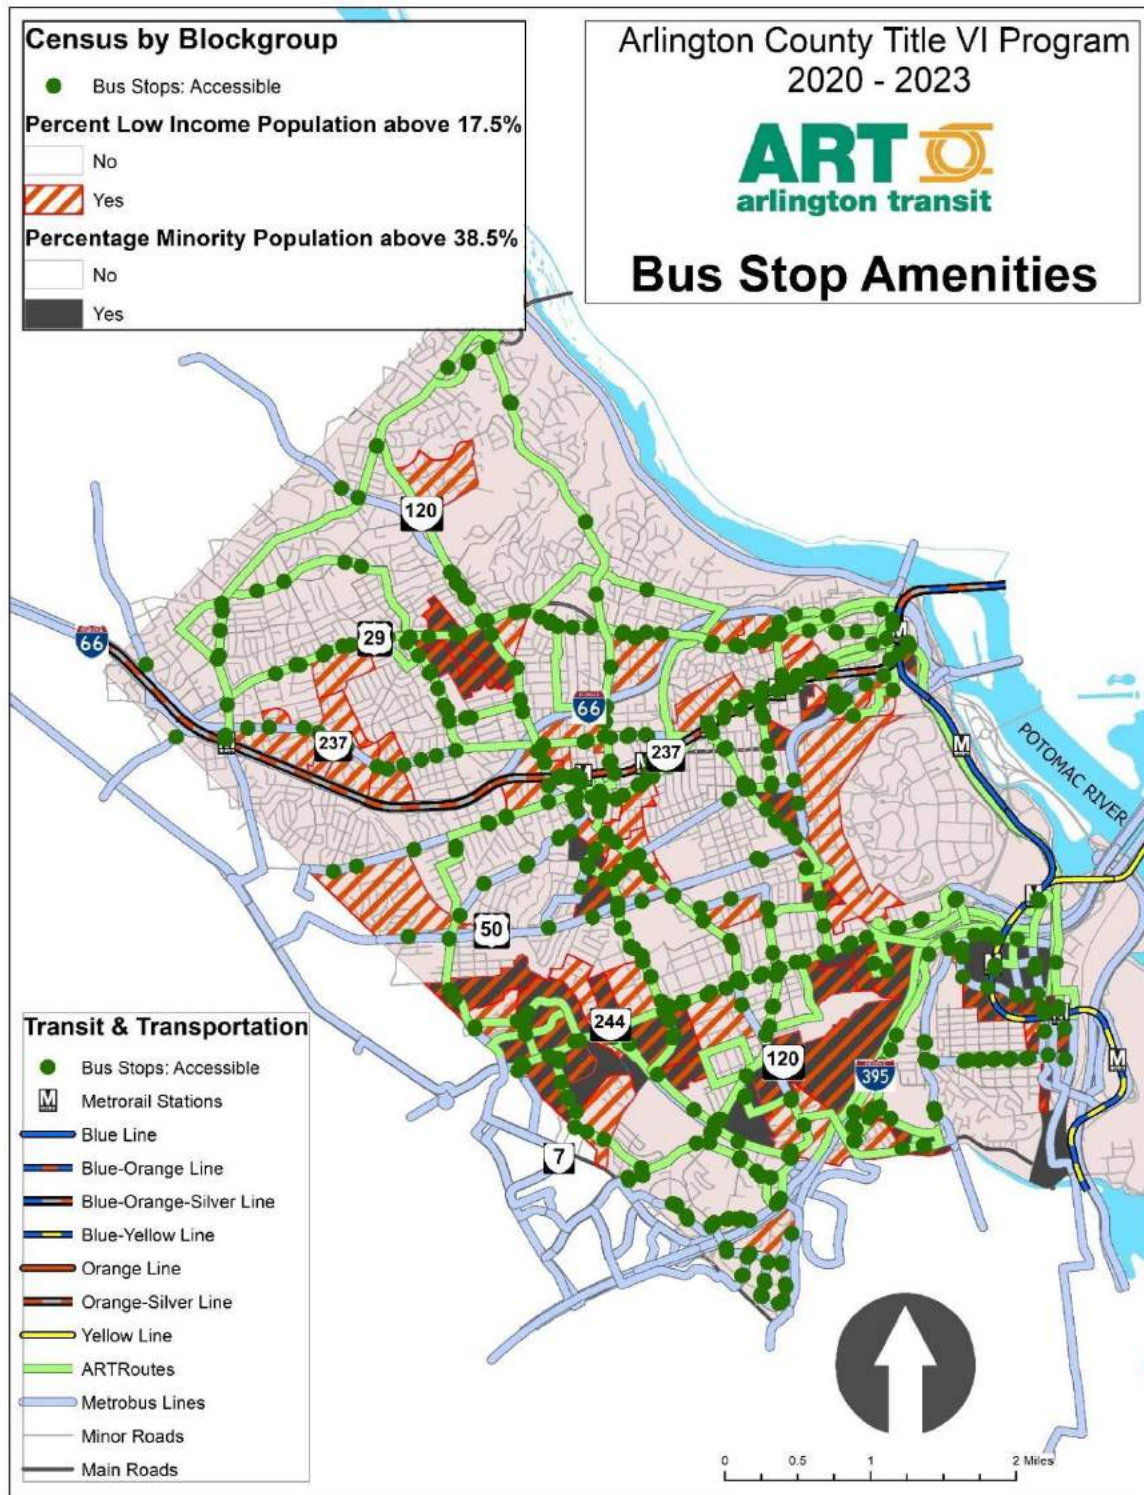 Census by Blockgroup
Bus Stops: Accessible
Percent Low Income Population above 17.5%
No
Yes
Percentage Minority Population above 38.5%
No
Yes
Arlington County Title VI Program
2020 - 2023
ART
arlington transit
Bus Stop Amenities
120
29
66
66
237
237
M
M
M
M
M
POTOMAC RIVER
50
244
120
395
7
Transit & Transportation
Bus Stops: Accessible
M Metrorail Stations
Blue Line
Blue-Orange Line
Blue-Orange-Silver Line
Blue-Yellow Line
Orange Line
Orange-Silver Line
Yellow Line
ARTRoutes
Metrobus Lines
Minor Roads
Main Roads
0 0.5 1 2 Miles